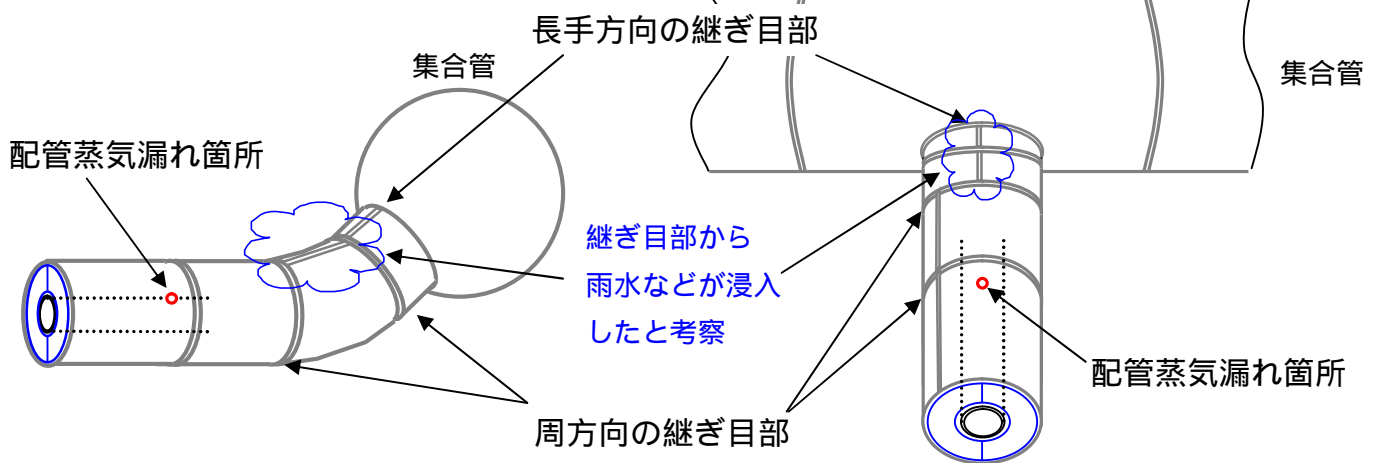 長手方向の継ぎ目部
集合管
集合管
配管蒸気漏れ箇所
継ぎ目部から
雨水などが浸入
したと考察
配管蒸気漏れ箇所
周方向の継ぎ目部